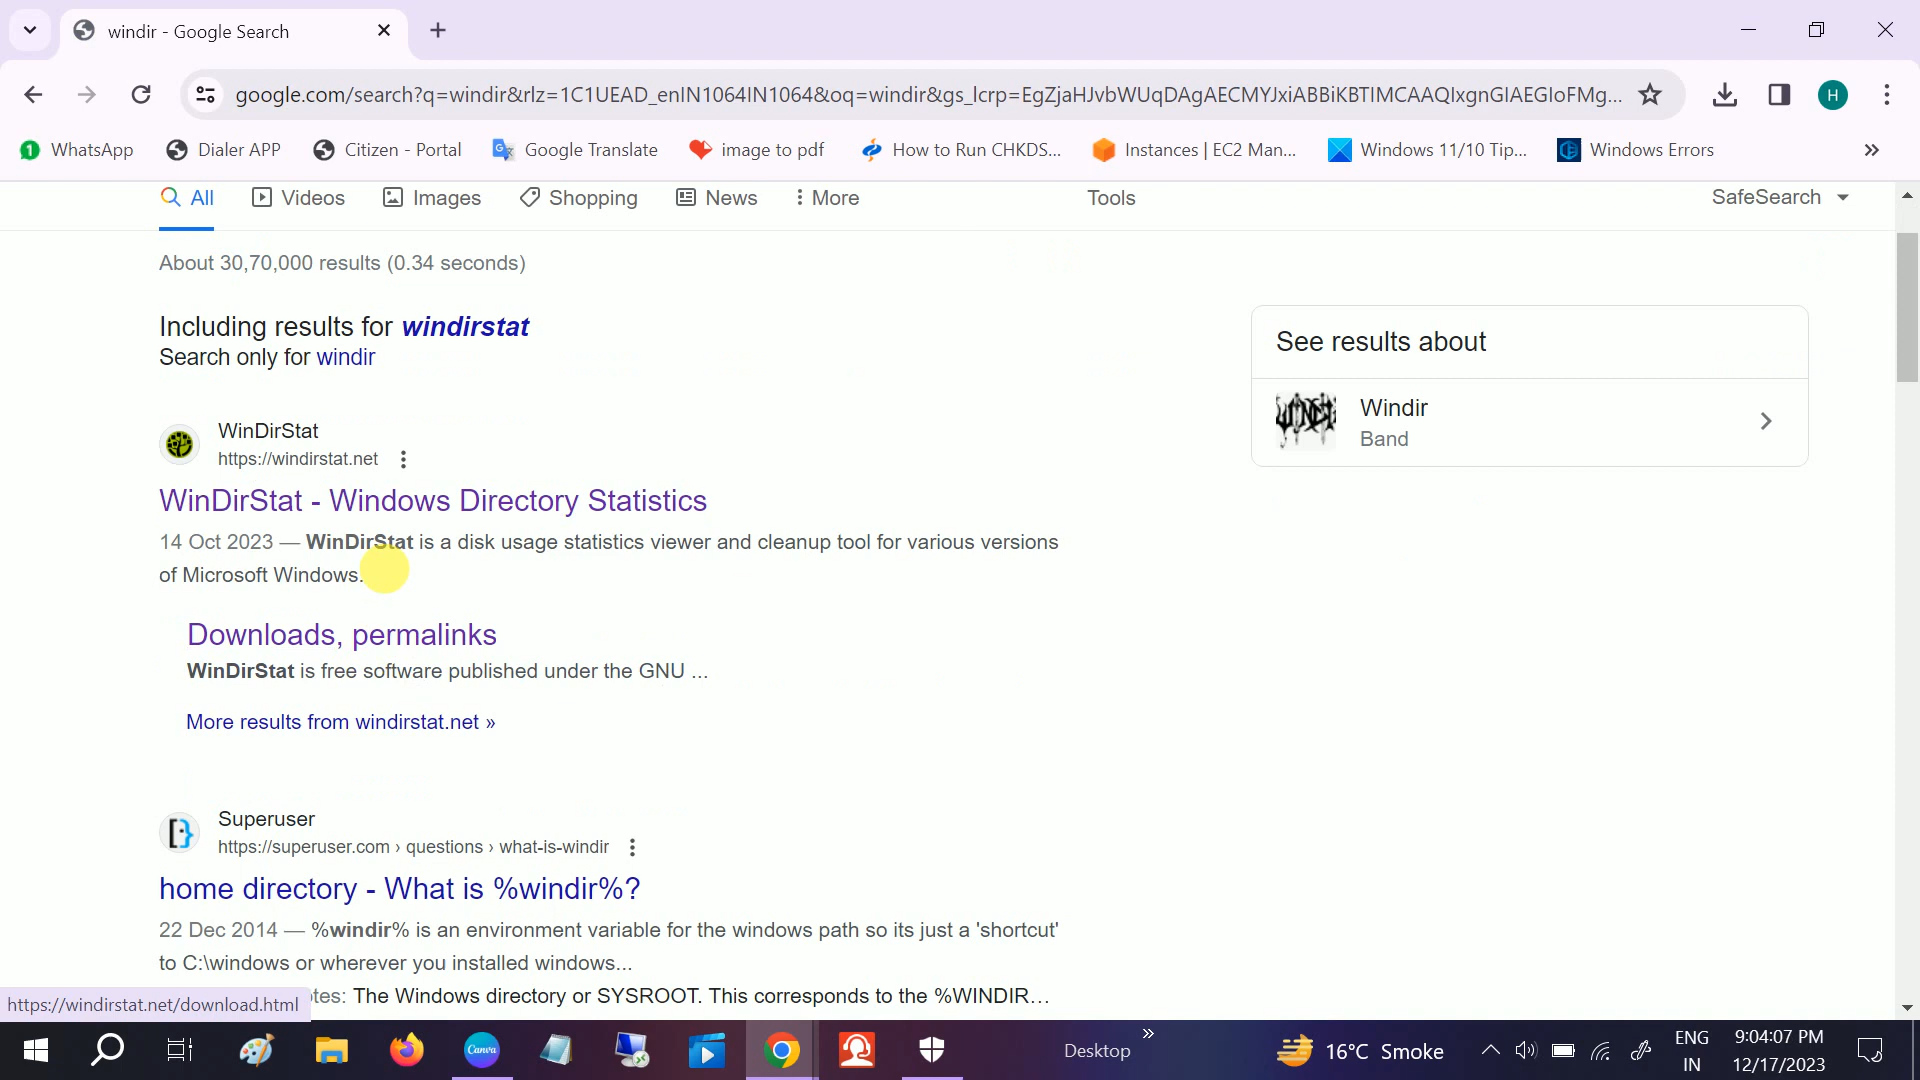 windir - Google Search
google.com/search?q=windir&rlz=1C1UEAD_enIN1064IN1064&oq=windir&gs_lcrp=EgZjaHJvbWUqDAgAECMYJxiABBiKBTIMCAAQIxgnGIAEGIoFMg...
H
1 WhatsApp Dialer APP Citizen - Portal Google Translate image to pdf How to Run CHKDS... Instances | EC2 Man... Windows 11/10 Tip... Windows Errors »
All Videos Images Shopping News More Tools SafeSearch
About 30,70,000 results (0.34 seconds)
Including results for windirstat
Search only for windir
See results about
Windir
Band
WinDirStat
https://windirstat.net
WinDirStat - Windows Directory Statistics
14 Oct 2023 — WinDirStat is a disk usage statistics viewer and cleanup tool for various versions
of Microsoft Windows.
Downloads, permalinks
WinDirStat is free software published under the GNU ...
More results from windirstat.net »
Superuser
https://superuser.com › questions › what-is-windir
home directory - What is %windir%?
22 Dec 2014 — %windir% is an environment variable for the windows path so its just a 'shortcut'
to C:\windows or wherever you installed windows...
tes: The Windows directory or SYSROOT. This corresponds to the %WINDIR...
https://windirstat.net/download.html
Canva
Desktop » 16°C Smoke ENG 9:04:07 PM
IN 12/17/2023